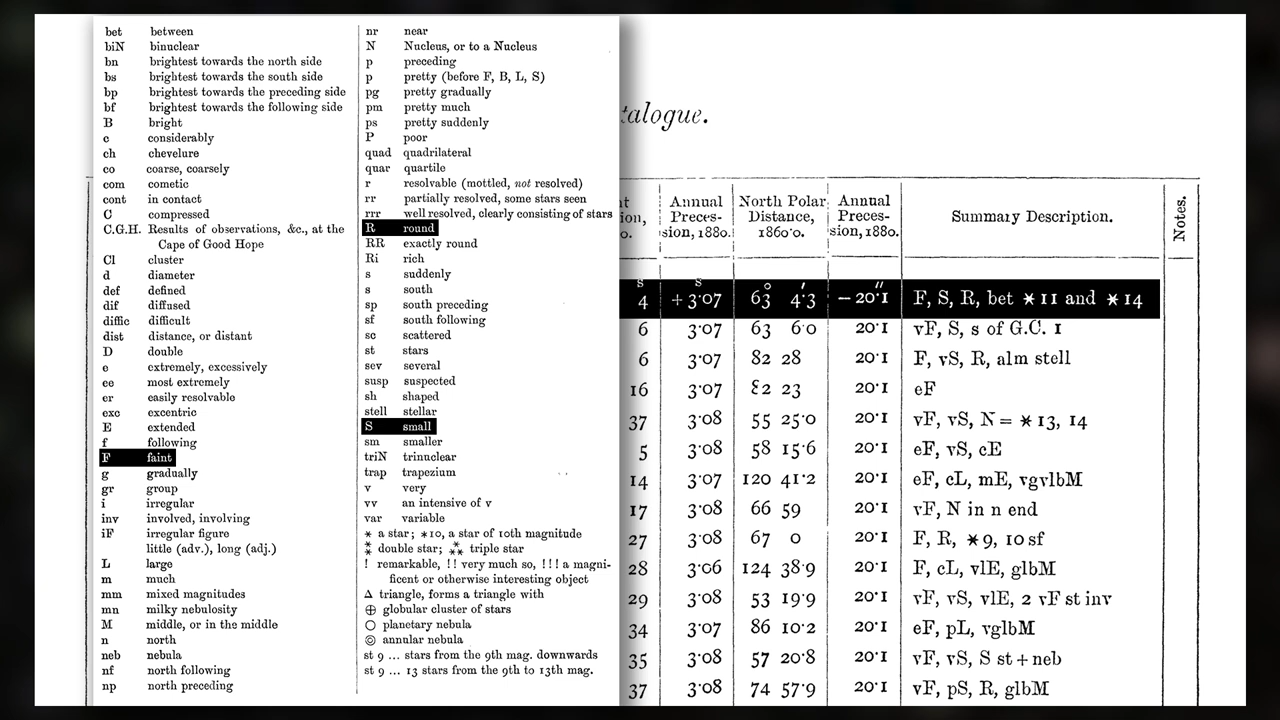 bet between
biN binuclear
bn brightest towards the north side
bs brightest towards the south side
bp brightest towards the preceding side
bf brightest towards the following side
B bright
c considerably
ch chevelure
co coarse, coarsely
com cometic
cont in contact
C compressed
C.G.H. Results of observations, &c., at the
Cape of Good Hope
Cl cluster
d diameter
def defined
dif diffused
diffic difficult
dist distance, or distant
D double
e extremely, excessively
ee most extremely
er easily resolvable
exc excentric
E extended
f following
F faint
g gradually
gr group
i irregular
inv involved, involving
iF irregular figure
little (adv.), long (adj.)
L large
m much
mm mixed magnitudes
mn milky nebulosity
M middle, or in the middle
n north
neb nebula
nf north following
np north preceding
nr near
N Nucleus, or to a Nucleus
p preceding
p pretty (before F, B, L, S)
pg pretty gradually
pm pretty much
ps pretty suddenly
P poor
quad quadrilateral
quar quartile
r resolvable (mottled, not resolved)
rr partially resolved, some stars seen
rrr well resolved, clearly consisting of stars
R round
RR exactly round
Ri rich
s suddenly
s south
sp south preceding
sf south following
sc scattered
st stars
sev several
susp suspected
sh shaped
stell stellar
S small
sm smaller
triN trinuclear
trap trapezium
v very
vv an intensive of v
var variable
* a star; *10, a star of 10th magnitude
⁑ double star; ⁂ triple star
! remarkable, !! very much so, !!! a magni-
ficent or otherwise interesting object
Δ triangle, forms a triangle with
⊕ globular cluster of stars
○ planetary nebula
◎ annular nebula
st 9 ... stars from the 9th mag. downwards
st 9 ... 13 stars from the 9th to 13th mag.
talogue.
Annual Preces-sion, 1880.
North Polar Distance, 1860·0.
Annual Preces-sion, 1880.
Summary Description.
Notes.
s s ° ′ ″
4 +3·07 63 4·3 −20·1 F, S, R, bet *11 and *14
6 3·07 63 6·0 20·1 vF, S, s of G.C. 1
6 3·07 82 28 20·1 F, vS, R, alm stell
16 3·07 82 23 20·1 eF
37 3·08 55 25·0 20·1 vF, vS, N = *13, 14
5 3·08 58 15·6 20·1 eF, vS, cE
14 3·07 120 41·2 20·1 eF, cL, mE, vgvlbM
17 3·08 66 59 20·1 vF, N in n end
27 3·08 67 0 20·1 F, R, *9, 10 sf
28 3·06 124 38·9 20·1 F, cL, vlE, glbM
29 3·08 53 19·9 20·1 vF, vS, vlE, 2 vF st inv
34 3·07 86 10·2 20·1 eF, pL, vglbM
35 3·08 57 20·8 20·1 vF, vS, S st + neb
37 3·08 74 57·9 20·1 vF, pS, R, glbM